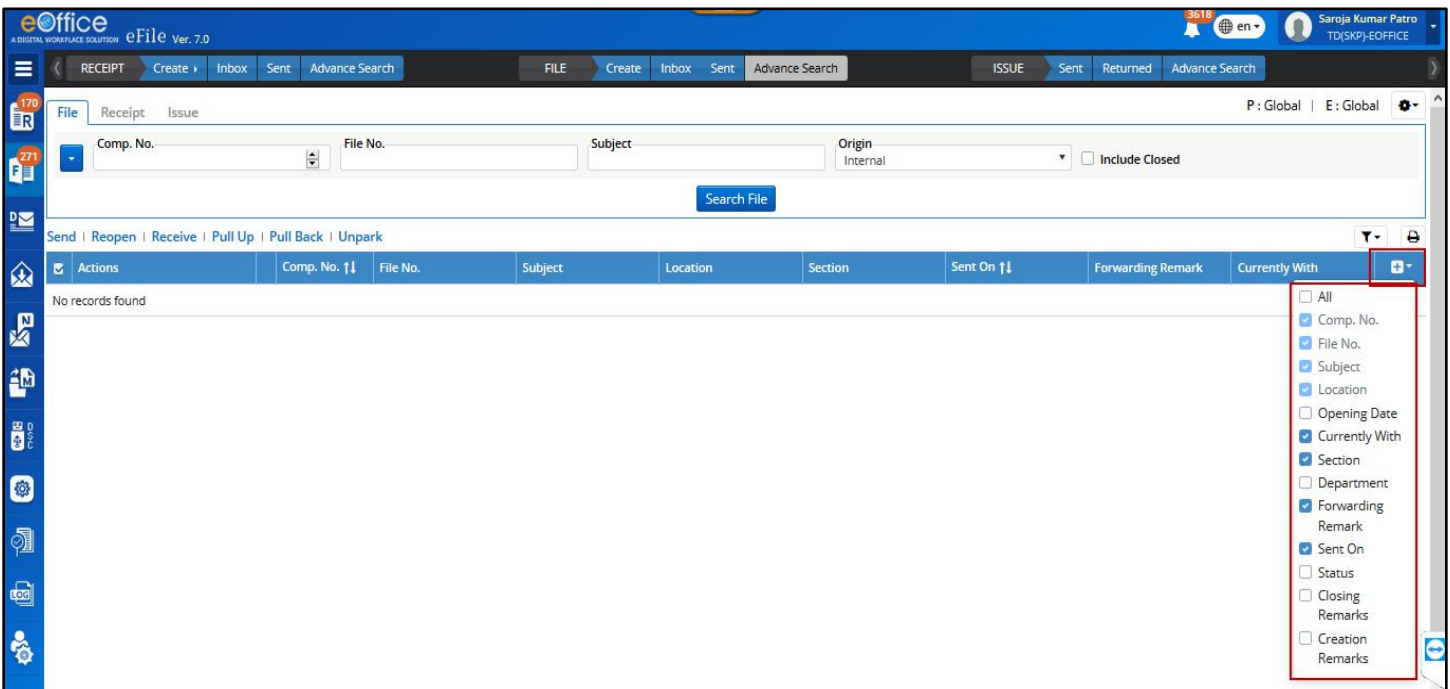 eOffice
A DIGITAL WORKPLACE SOLUTION eFile Ver. 7.0
3618 en Saroja Kumar Patro
TD(SKP)-EOFFICE
RECEIPT Create Inbox Sent Advance Search FILE Create Inbox Sent Advance Search ISSUE Sent Returned Advance Search
170 R
File Receipt Issue P : Global | E : Global
Comp. No. File No. Subject Origin
271 F
Internal Include Closed
Search File
D
Send | Reopen | Receive | Pull Up | Pull Back | Unpark
Actions Comp. No. File No. Subject Location Section Sent On Forwarding Remark Currently With
No records found
All
N
Comp. No.
File No.
Subject
M
Location
Opening Date
DSC
Currently With
Section
Department
Forwarding
Remark
Sent On
Status
LOG
Closing
Remarks
Creation
Remarks